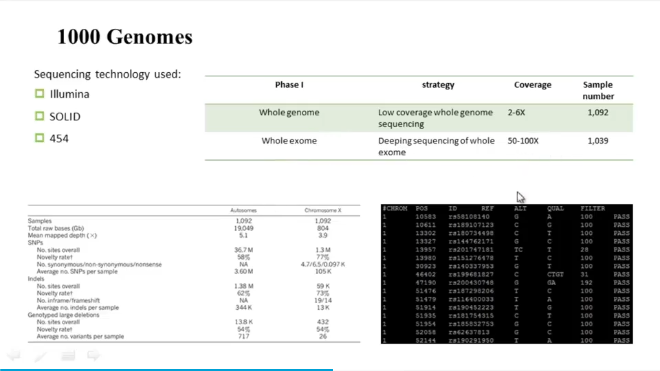 1000 Genomes
Sequencing technology used:
Illumina
SOLID
454
Phase I strategy Coverage Sample number
Whole genome Low coverage whole genome sequencing 2-6X 1,092
Whole exome Deeping sequencing of whole exome 50-100X 1,039
Autosomes Chromosome X
Samples 1,092 1,092
Total raw bases (Gb) 19,049 804
Mean mapped depth (×) 5.1 3.9
SNPs
No. sites overall 36.7 M 1.3 M
Novelty rate† 58% 77%
No. synonymous/non-synonymous/nonsense NA 4.7/6.5/0.097 K
Average no. SNPs per sample 3.60 M 105 K
Indels
No. sites overall 1.38 M 59 K
Novelty rate† 62% 73%
No. inframe/frameshift NA 19/14
Average no. indels per sample 344 K 13 K
Genotyped large deletions
No. sites overall 13.8 K 432
Novelty rate† 54% 54%
Average no. variants per sample 717 26
#CHROM POS ID REF ALT QUAL FILTER
1 10583 rs58108140 G A 100 PASS
1 10611 rs189107123 C G 100 PASS
1 13302 rs180734498 C T 100 PASS
1 13327 rs144762171 G C 100 PASS
1 13957 rs201747181 TC T 28 PASS
1 13980 rs151276478 T C 100 PASS
1 30923 rs140337953 G T 100 PASS
1 46402 rs199681827 C CTGT 31 PASS
1 47190 rs200430748 G GA 192 PASS
1 51476 rs187298206 T C 100 PASS
1 51479 rs116400033 T A 100 PASS
1 51914 rs190452223 T G 100 PASS
1 51935 rs181754315 C T 100 PASS
1 51954 rs185832753 G C 100 PASS
1 52058 rs62637813 G C 100 PASS
1 52144 rs190291950 T A 100 PASS